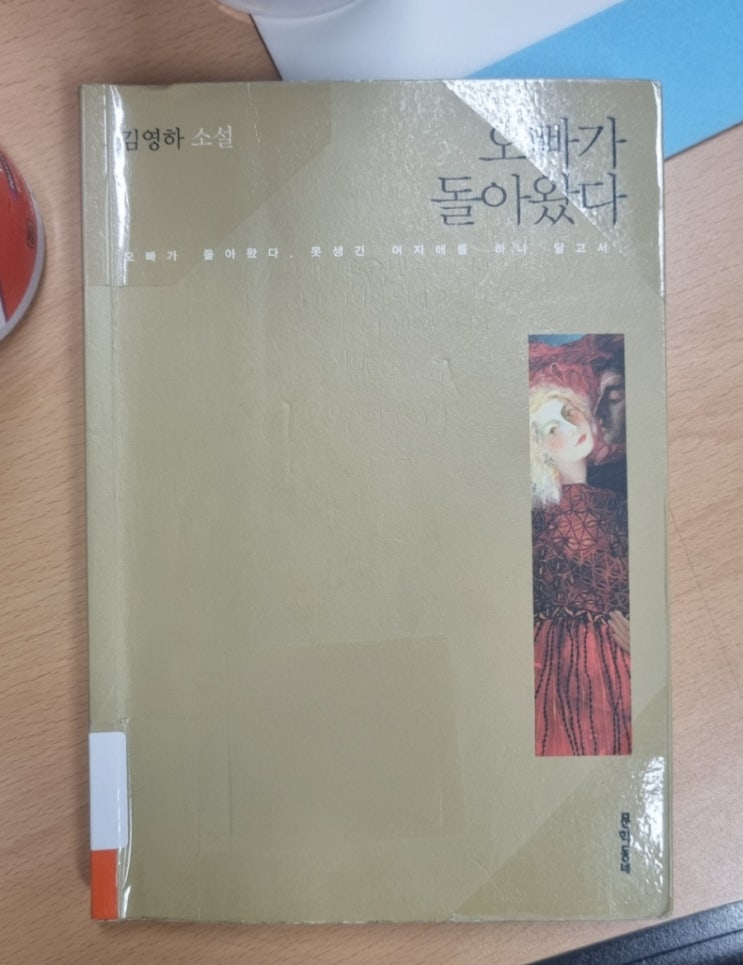 김영하 소설
오빠가
돌아왔다
오빠가 돌아왔다. 못생긴 여자애를 하나 달고서
문학동네